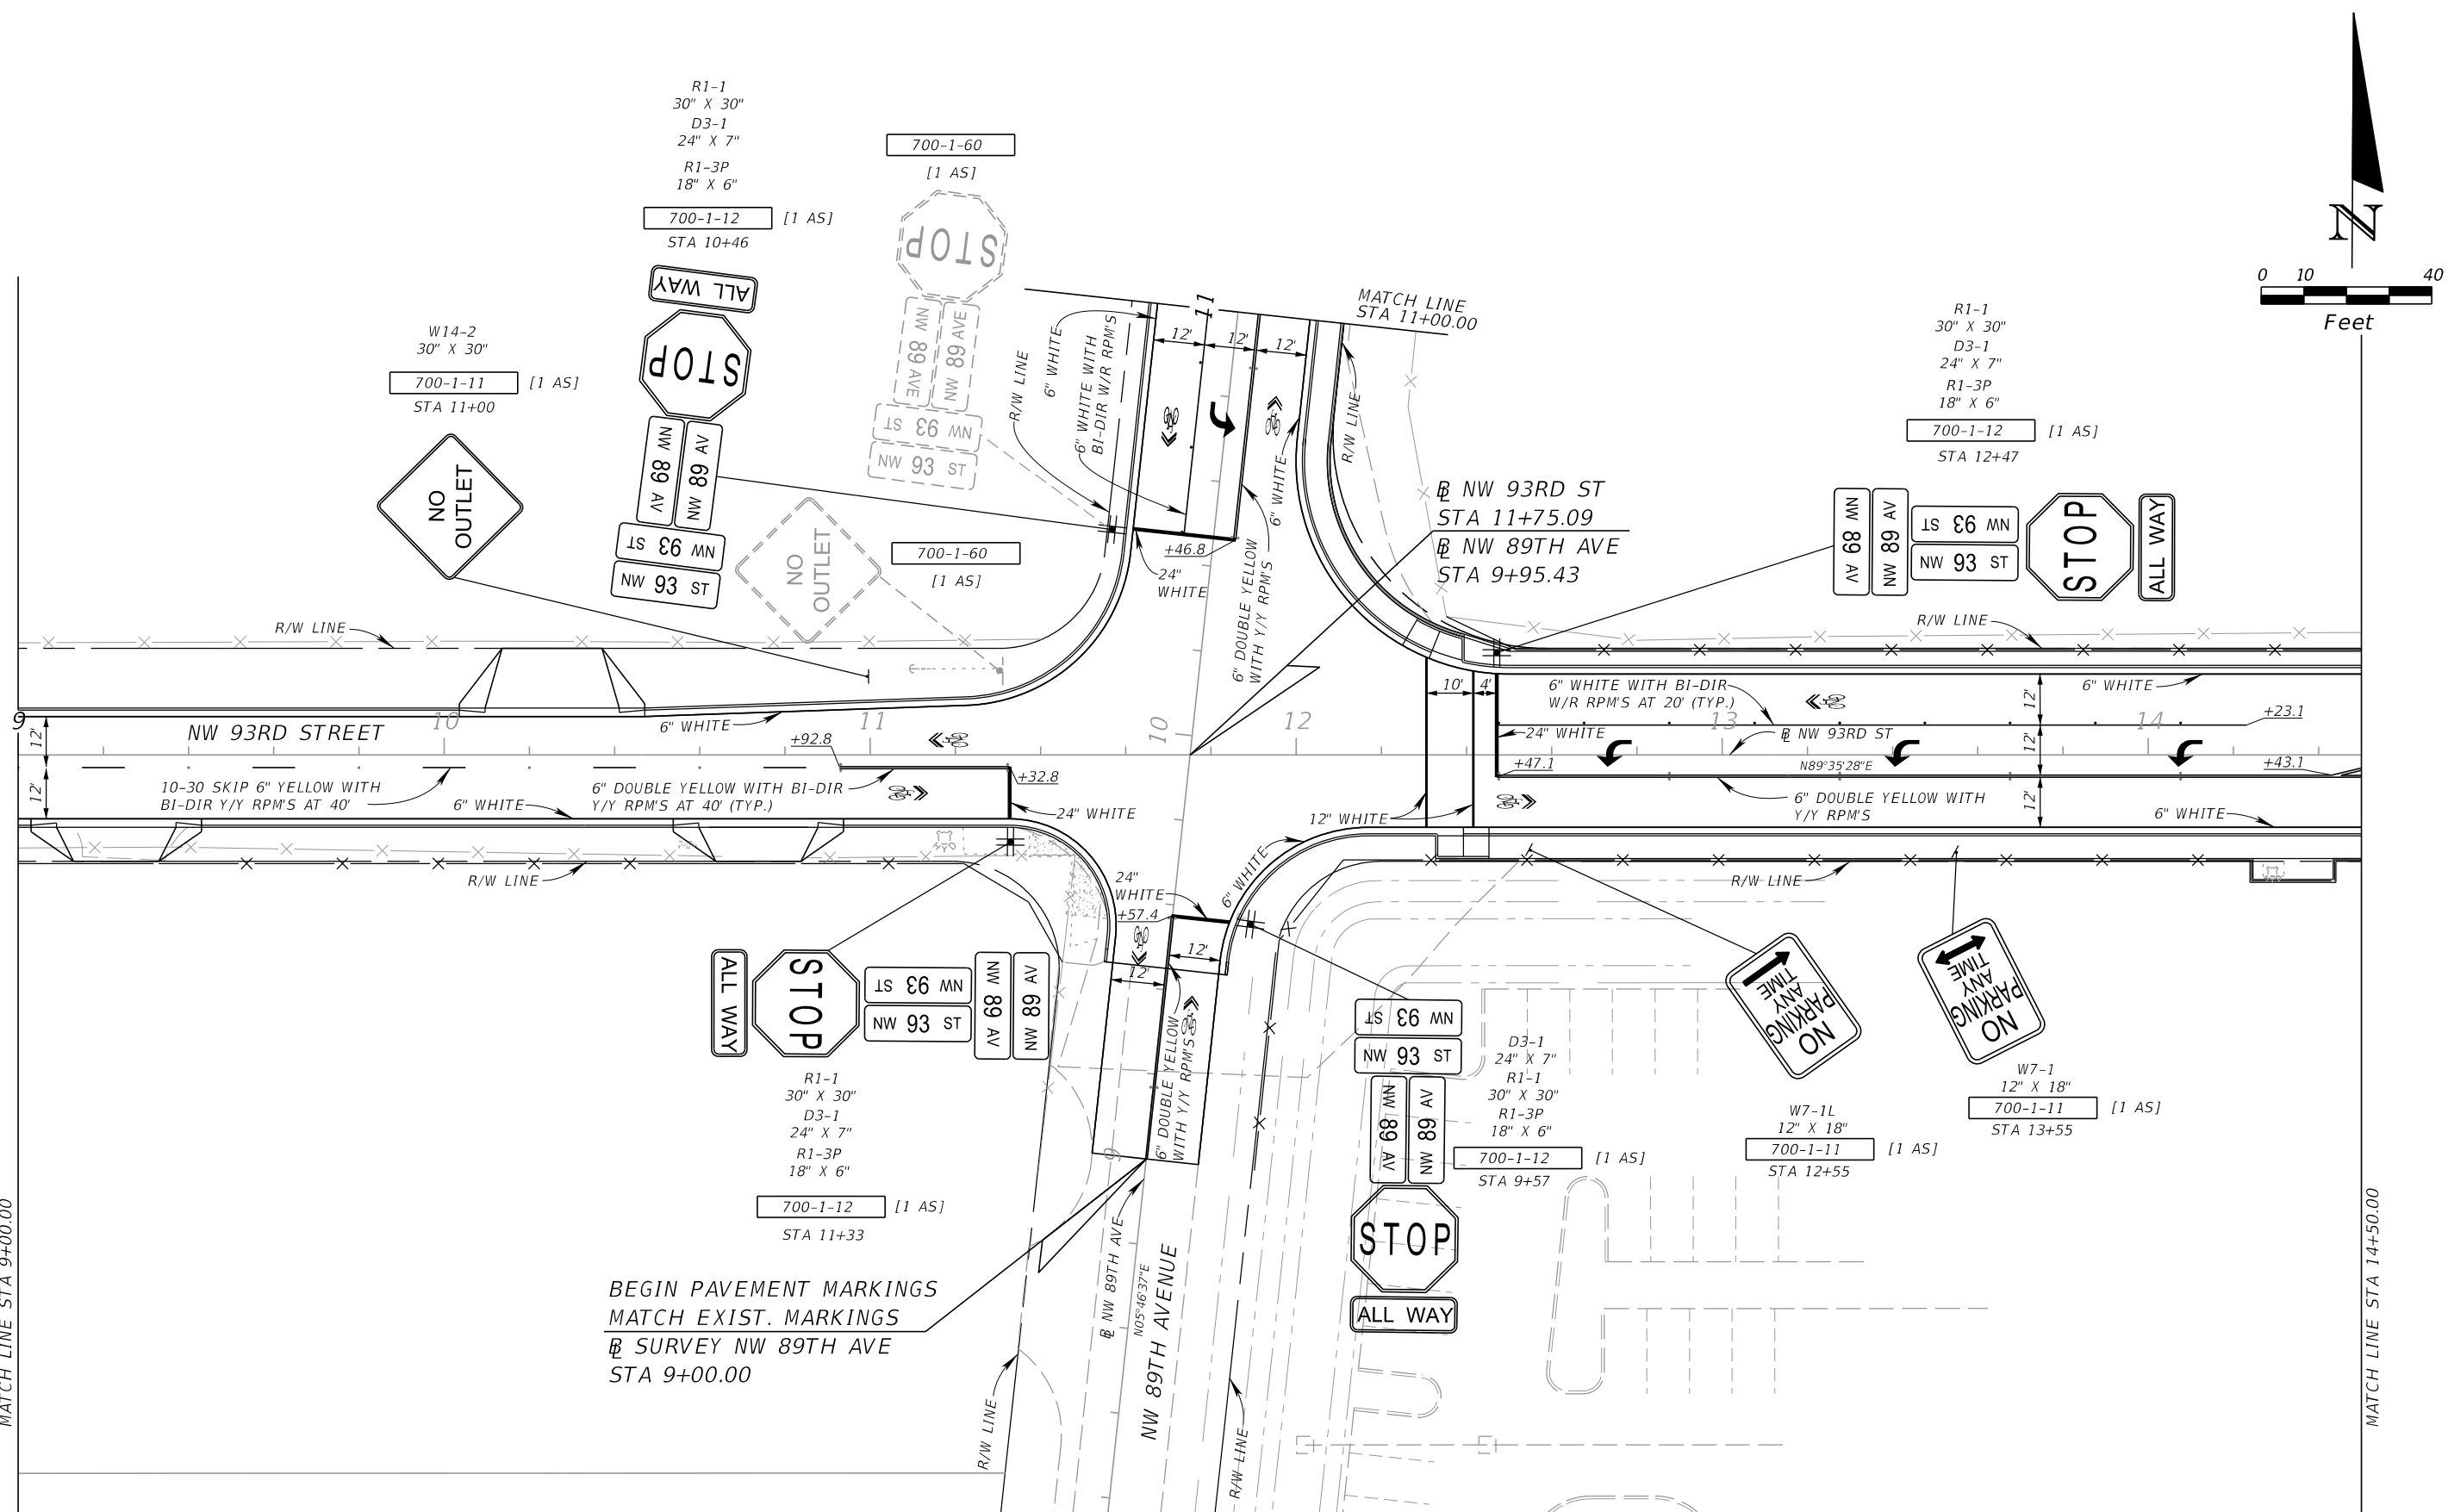 R1-1
30" X 30"
D3-1
24" X 7"
R1-3P
18" X 6"
700-1-12 [1 AS]
STA 10+46
ALL WAY
STOP
NW 89 AV
NW 89 AV
NW 93 ST
NW 93 ST
700-1-60
[1 AS]
STOP
NW 89 AVE
NW 89 AVE
NW 93 ST
NW 93 ST
W14-2
30" X 30"
700-1-11 [1 AS]
STA 11+00
NO
OUTLET
NO
OUTLET
700-1-60
[1 AS]
R/W LINE
6" WHITE
6" WHITE WITH
BI-DIR W/R RPM'S
11
12'
12'
12'
MATCH LINE
STA 11+00.00
R/W LINE
6" WHITE
+46.8
24"
WHITE
6" DOUBLE YELLOW
WITH Y/Y RPM'S
BL NW 93RD ST
STA 11+75.09
BL NW 89TH AVE
STA 9+95.43
N
0 10 40
Feet
R1-1
30" X 30"
D3-1
24" X 7"
R1-3P
18" X 6"
700-1-12 [1 AS]
STA 12+47
NW 89 AV
NW 89 AV
NW 93 ST
NW 93 ST
STOP
ALL WAY
R/W LINE
R/W LINE
9
NW 93RD STREET
10
6" WHITE
11
10
12
13
14
12'
12'
+92.8
+32.8
10-30 SKIP 6" YELLOW WITH
BI-DIR Y/Y RPM'S AT 40'
6" WHITE
6" DOUBLE YELLOW WITH BI-DIR
Y/Y RPM'S AT 40' (TYP.)
24" WHITE
R/W LINE
10'
4'
6" WHITE WITH BI-DIR
W/R RPM'S AT 20' (TYP.)
6" WHITE
+23.1
24" WHITE
BL NW 93RD ST
12'
12'
12'
+47.1
N89°35'28"E
+43.1
6" DOUBLE YELLOW WITH
Y/Y RPM'S
12" WHITE
6" WHITE
R/W LINE
24"
WHITE
6" WHITE
+57.4
12'
12'
6" DOUBLE YELLOW
WITH Y/Y RPM'S
9
ALL WAY
STOP
NW 93 ST
NW 93 ST
NW 89 AV
NW 89 AV
R1-1
30" X 30"
D3-1
24" X 7"
R1-3P
18" X 6"
700-1-12 [1 AS]
STA 11+33
NW 93 ST
NW 93 ST
NW 89 AV
NW 89 AV
STOP
ALL WAY
D3-1
24" X 7"
R1-1
30" X 30"
R1-3P
18" X 6"
700-1-12 [1 AS]
STA 9+57
NO
PARKING
ANY
TIME
W7-1L
12" X 18"
700-1-11 [1 AS]
STA 12+55
NO
PARKING
ANY
TIME
W7-1
12" X 18"
700-1-11 [1 AS]
STA 13+55
BEGIN PAVEMENT MARKINGS
MATCH EXIST. MARKINGS
BL SURVEY NW 89TH AVE
STA 9+00.00
BL NW 89TH AVE
N05°46'37"E
NW 89TH AVENUE
R/W LINE
R/W LINE
MATCH LINE STA 9+00.00
MATCH LINE STA 14+50.00